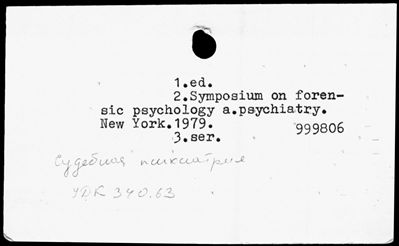 1.ed.
2.Symposium on foren-
sic psychology a.psychiatry.
New York.1979.
999806
3.ser.
Судебная психиатрия
УДК 340.63